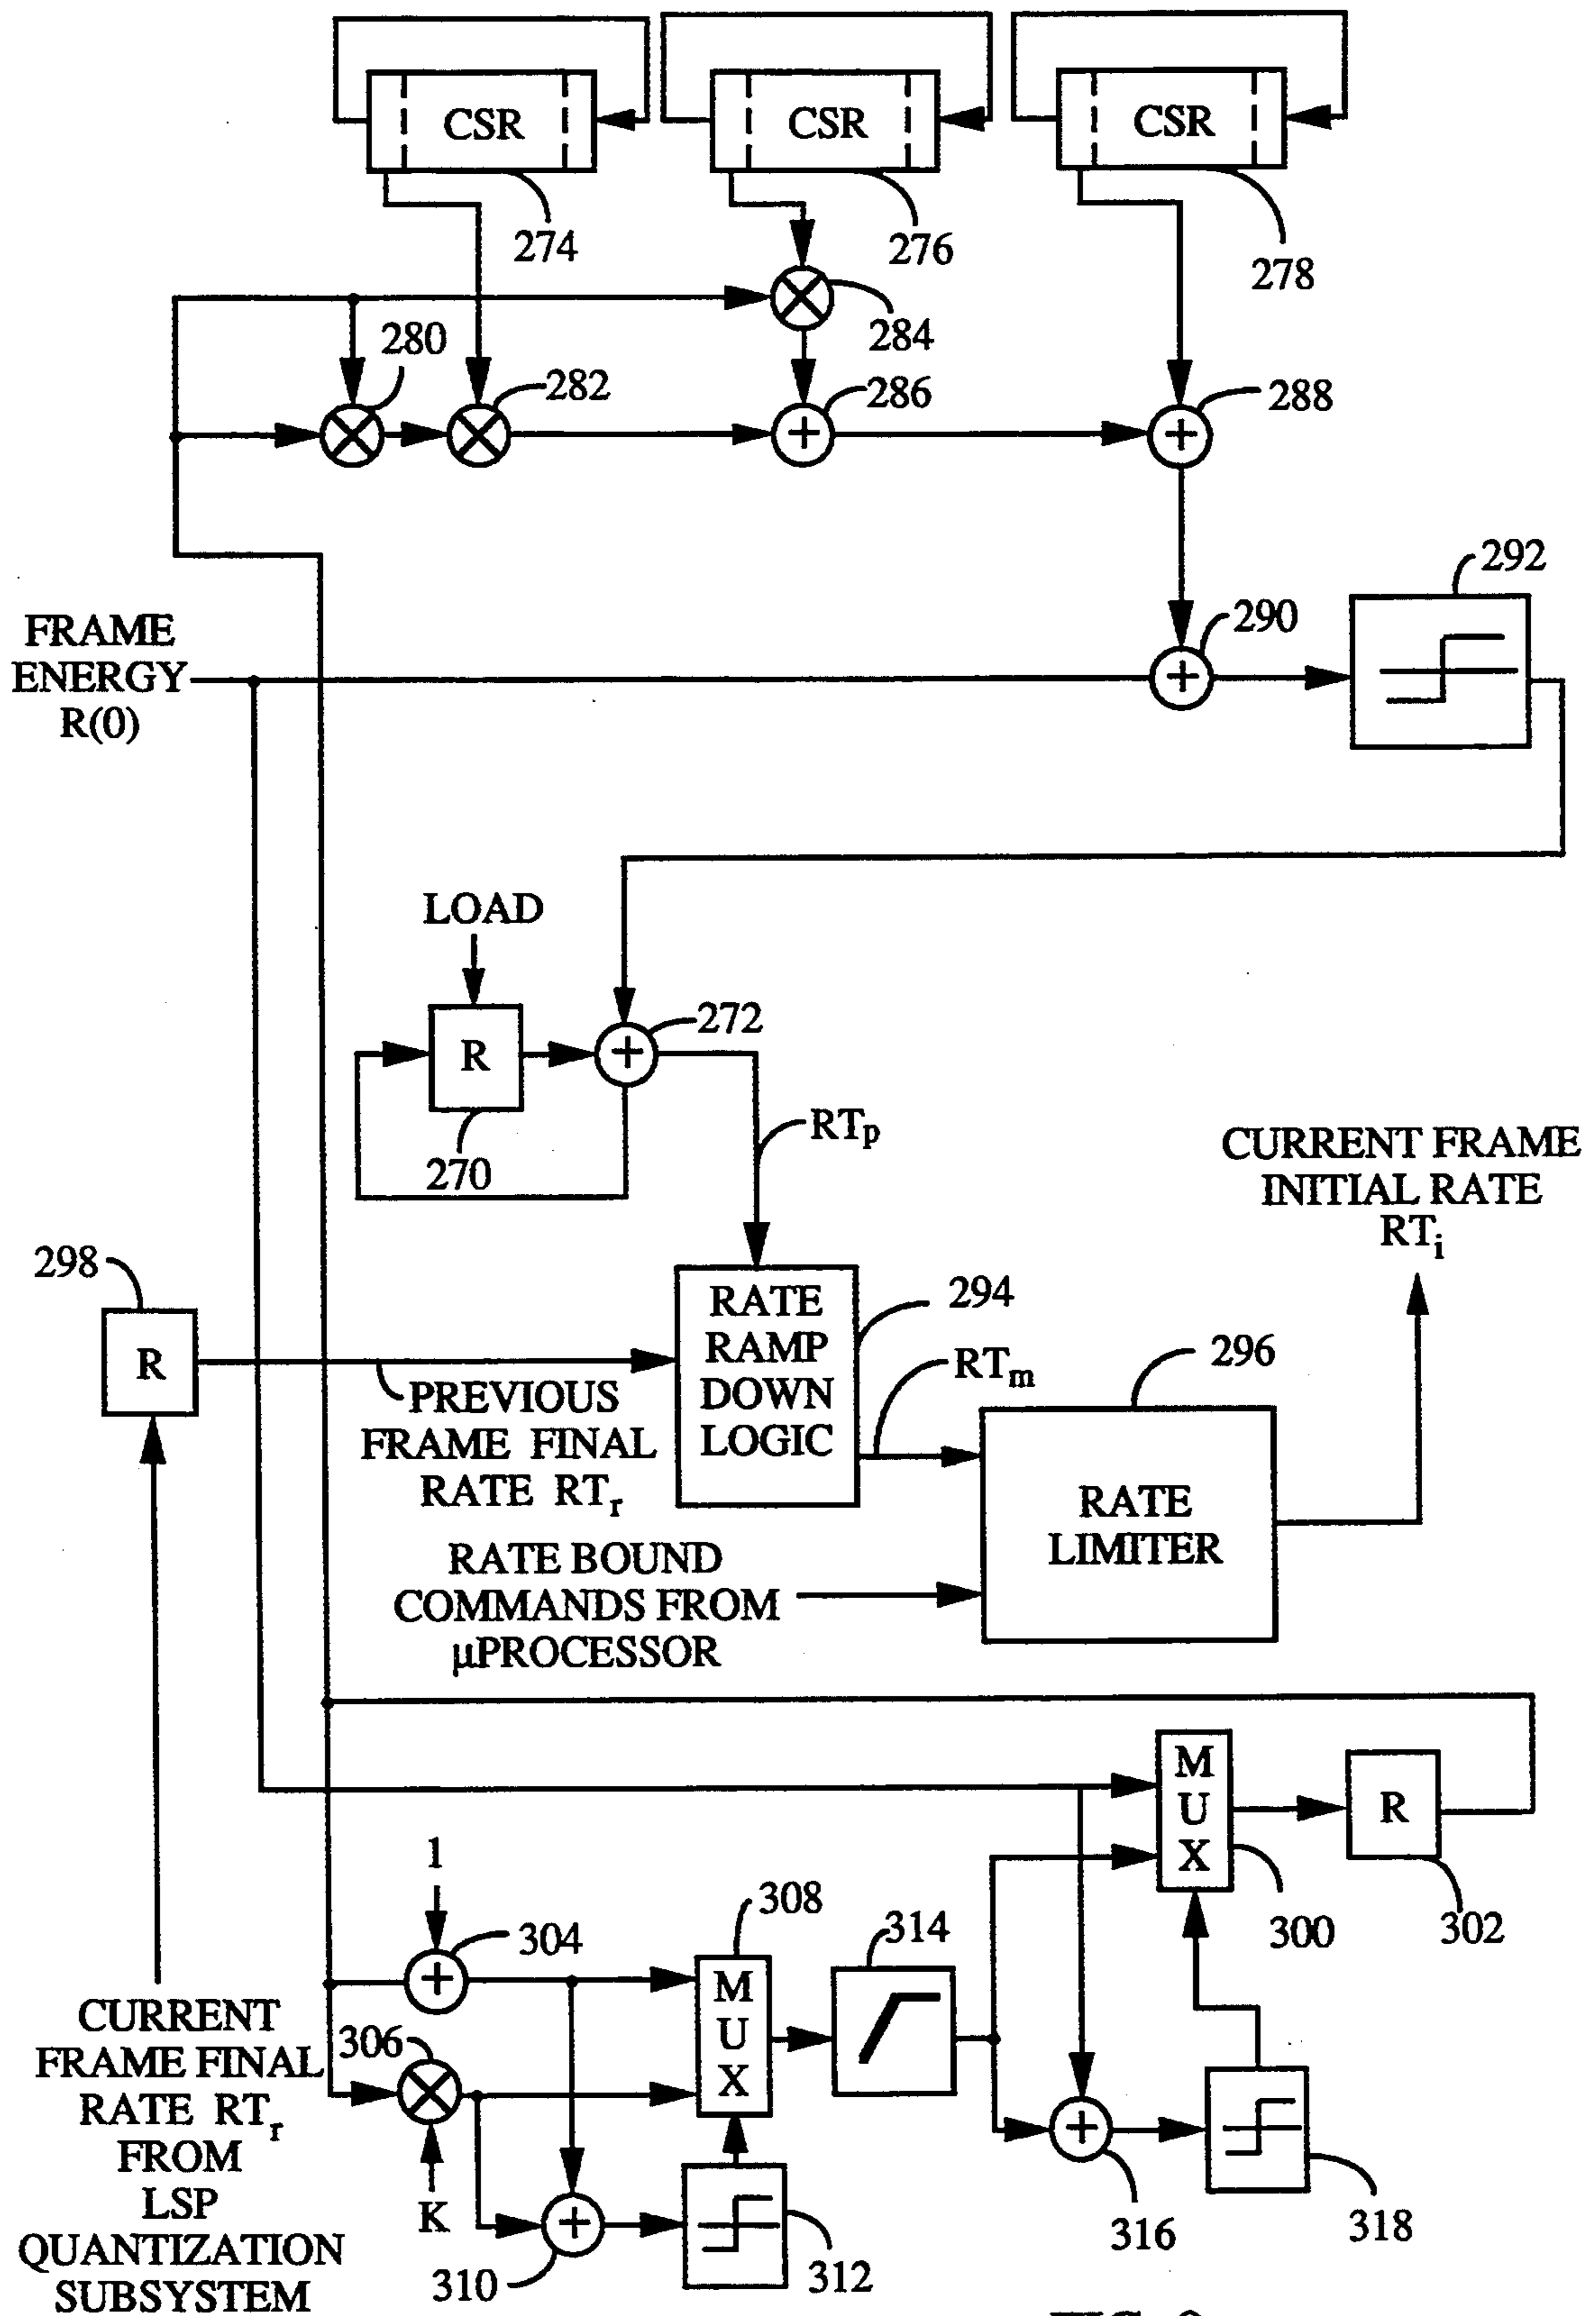 CSR
CSR
CSR
274
276
278
284
280
282
286
288
292
290
FRAME
ENERGY
R(0)
LOAD
R
272
270
RTp
CURRENT FRAME
INITIAL RATE
RTi
298
R
RATE
RAMP
DOWN
LOGIC
294
RTm
296
PREVIOUS
FRAME FINAL
RATE RTr
RATE
LIMITER
RATE BOUND
COMMANDS FROM
µPROCESSOR
M
U
X
R
300
302
1
304
308
314
M
U
X
306
K
310
312
316
318
CURRENT
FRAME FINAL
RATE RTr
FROM
LSP
QUANTIZATION
SUBSYSTEM